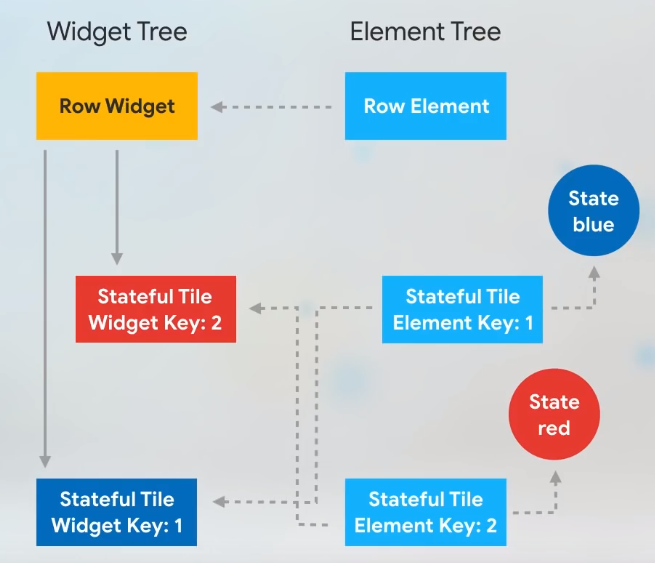 Widget Tree
Element Tree
Row Widget
Row Element
State
blue
Stateful Tile
Widget Key: 2
Stateful Tile
Element Key: 1
State
red
Stateful Tile
Widget Key: 1
Stateful Tile
Element Key: 2